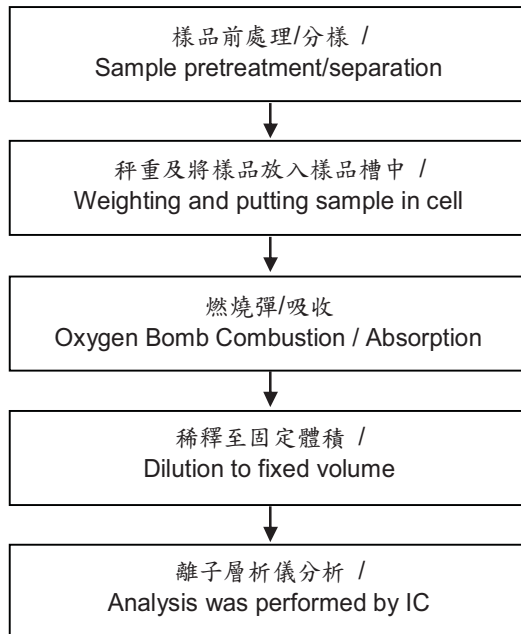 樣品前處理/分樣 /
Sample pretreatment/separation
秤重及將樣品放入樣品槽中 /
Weighting and putting sample in cell
燃燒彈/吸收
Oxygen Bomb Combustion / Absorption
稀釋至固定體積 /
Dilution to fixed volume
離子層析儀分析 /
Analysis was performed by IC